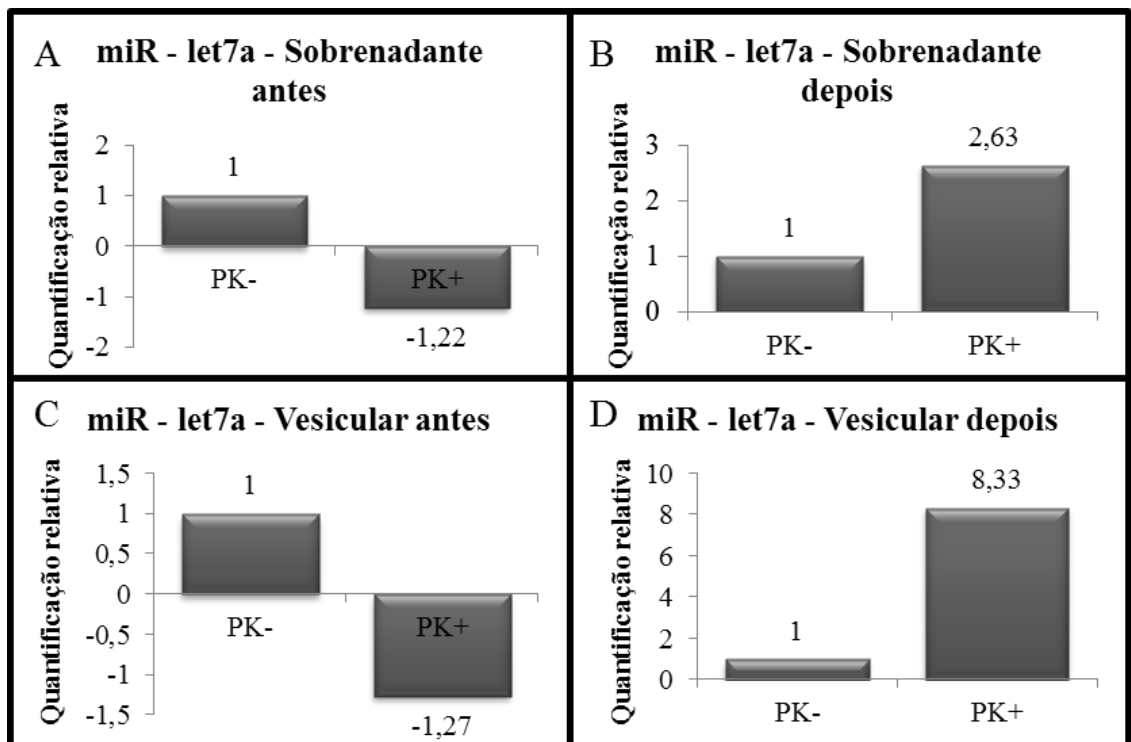 A
miR - let7a - Sobrenadante
antes
Quantificação relativa
2
1
0
-1
-2
1
PK-
PK+
-1,22
B
miR - let7a - Sobrenadante
depois
Quantificação relativa
3
2
1
0
1
2,63
PK-
PK+
C
miR - let7a - Vesicular antes
Quantificação relativa
1,5
1
0,5
0
-0,5
-1
-1,5
1
PK-
PK+
-1,27
D
miR - let7a - Vesicular depois
Quantificação relativa
10
8
6
4
2
0
1
8,33
PK-
PK+